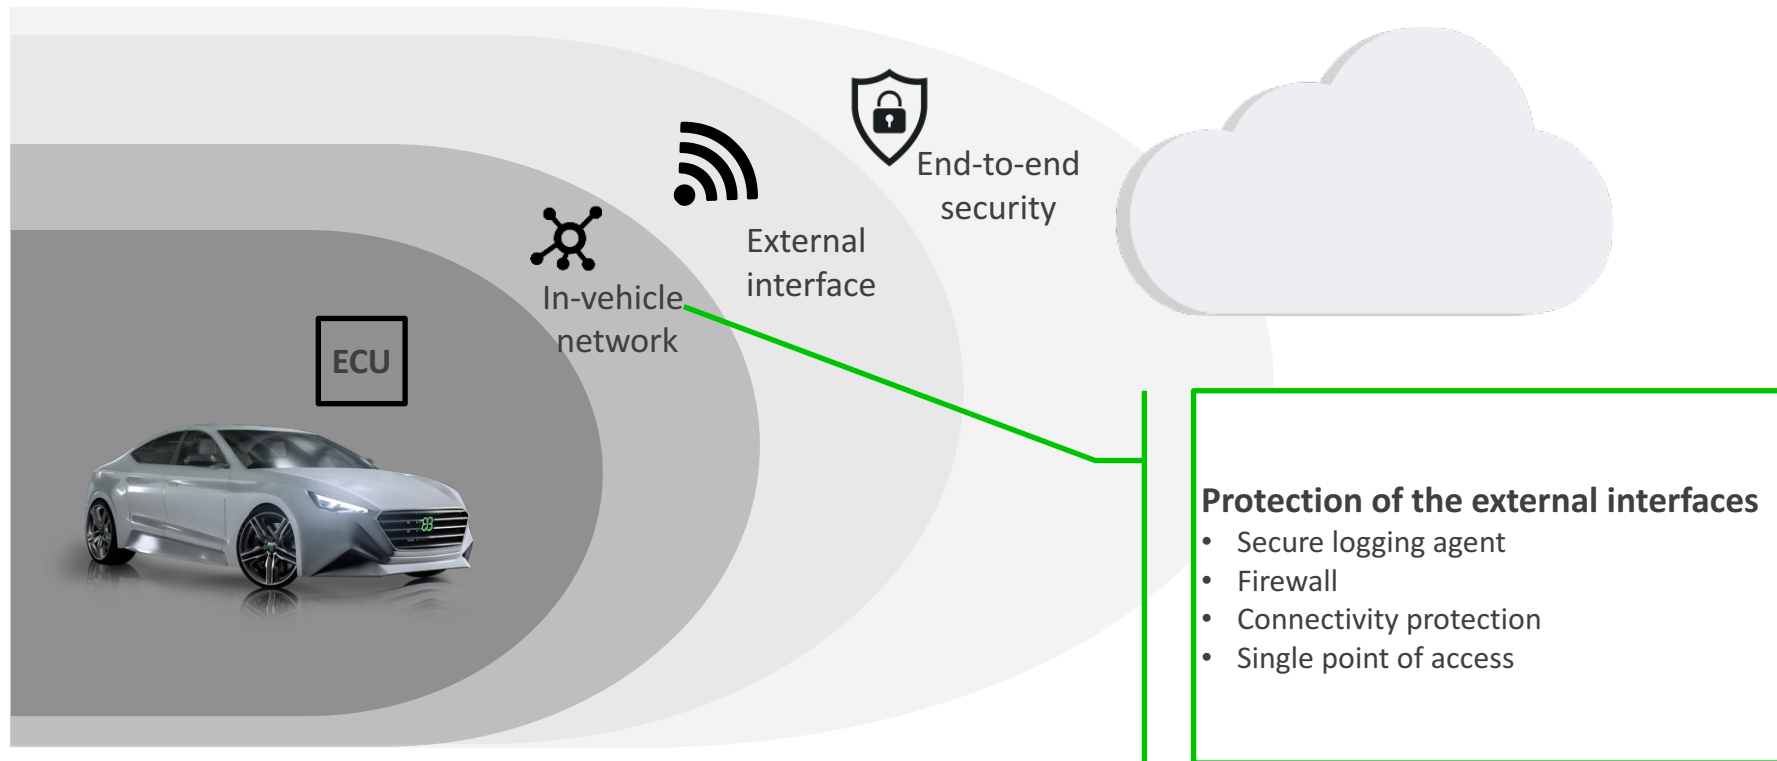 End-to-end
security
External
interface
In-vehicle
network
ECU
Protection of the external interfaces
• Secure logging agent
• Firewall
• Connectivity protection
• Single point of access